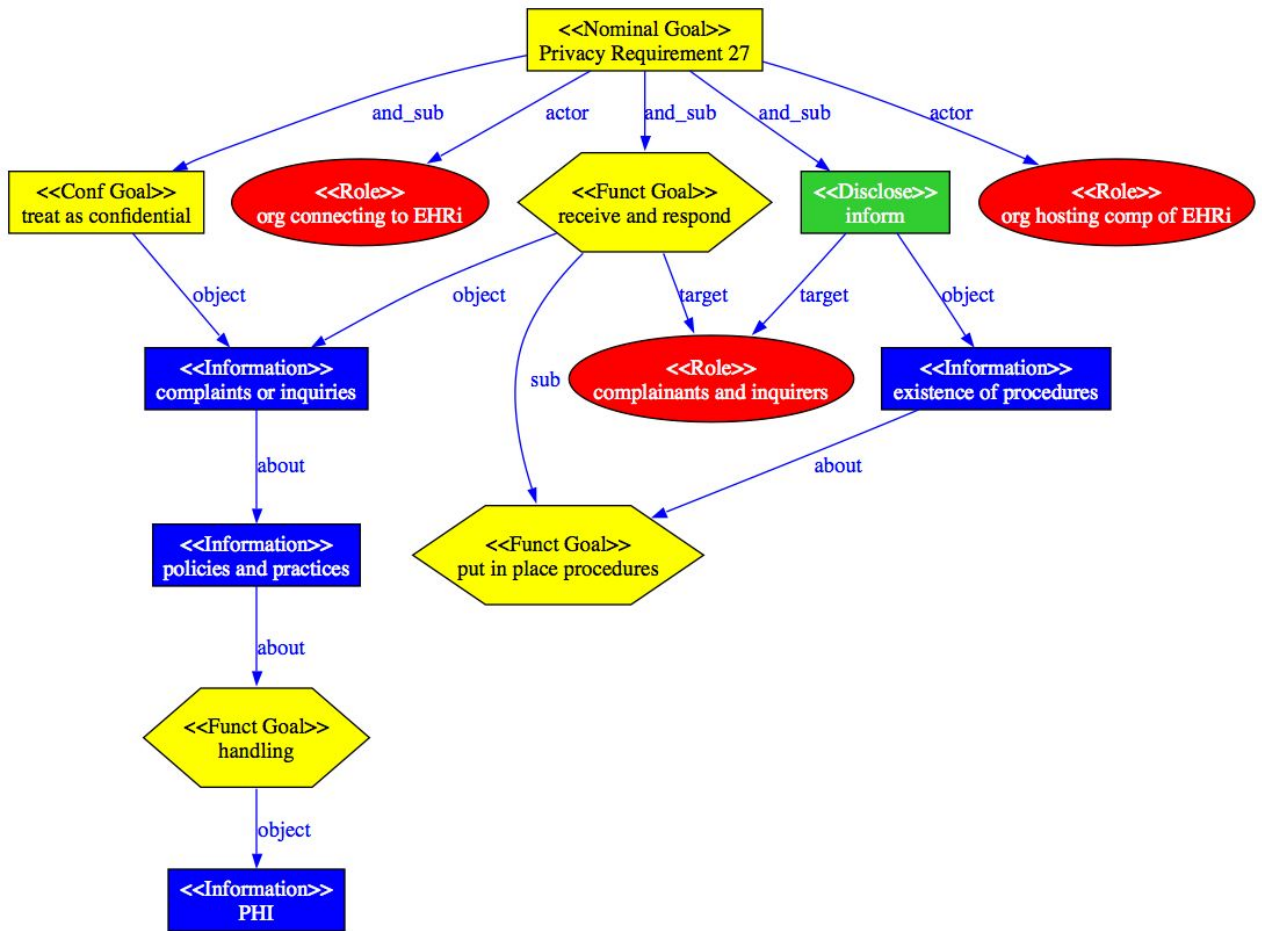 <<Nominal Goal>>
Privacy Requirement 27
and_sub
actor
and_sub
and_sub
actor
<<Conf Goal>>
treat as confidential
<<Role>>
org connecting to EHRi
<<Funct Goal>>
receive and respond
<<Disclose>>
inform
<<Role>>
org hosting comp of EHRi
object
object
target
target
object
<<Information>>
complaints or inquiries
sub
<<Role>>
complainants and inquirers
<<Information>>
existence of procedures
about
about
<<Information>>
policies and practices
<<Funct Goal>>
put in place procedures
about
<<Funct Goal>>
handling
object
<<Information>>
PHI